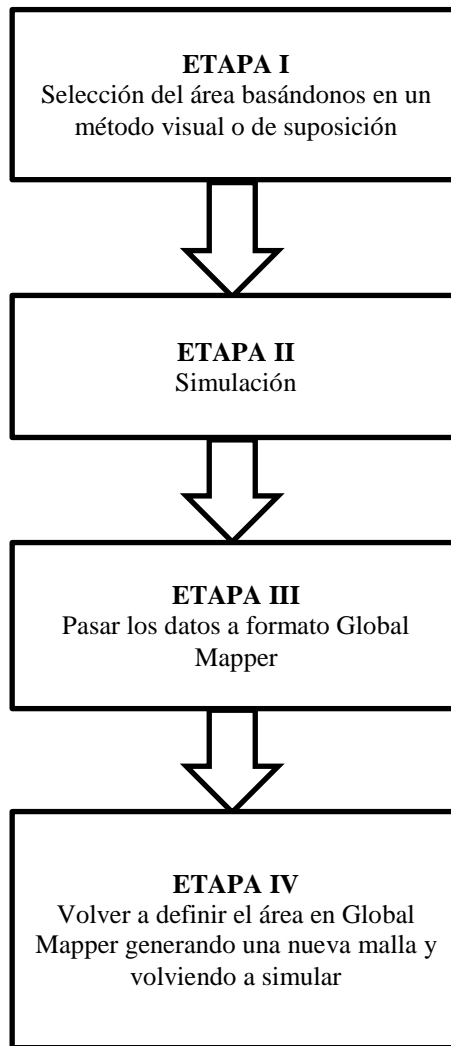 ETAPA I
Selección del área basándonos en un
método visual o de suposición
ETAPA II
Simulación
ETAPA III
Pasar los datos a formato Global
Mapper
ETAPA IV
Volver a definir el área en Global
Mapper generando una nueva malla y
volviendo a simular